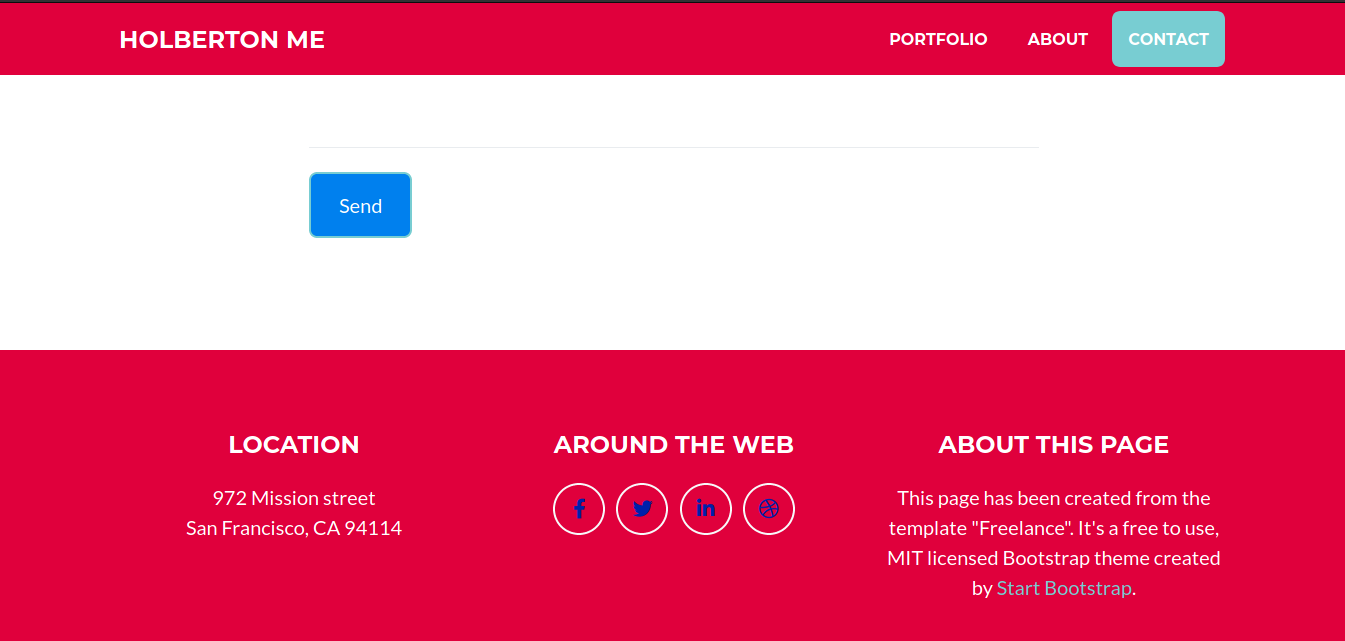 HOLBERTON ME
PORTFOLIO
ABOUT
CONTACT
Send
LOCATION
972 Mission street
San Francisco, CA 94114
AROUND THE WEB
ABOUT THIS PAGE
This page has been created from the
template "Freelance". It's a free to use,
MIT licensed Bootstrap theme created
by Start Bootstrap.